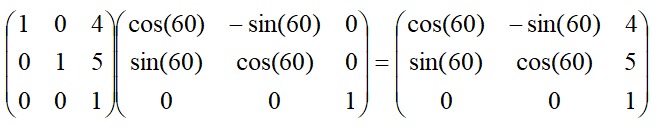 ( 1 0 4 ) ( cos(60) − sin(60) 0 ) ( cos(60) − sin(60) 4 )
( 0 1 5 ) ( sin(60) cos(60) 0 ) = ( sin(60) cos(60) 5 )
( 0 0 1 ) ( 0 0 1 ) ( 0 0 1 )